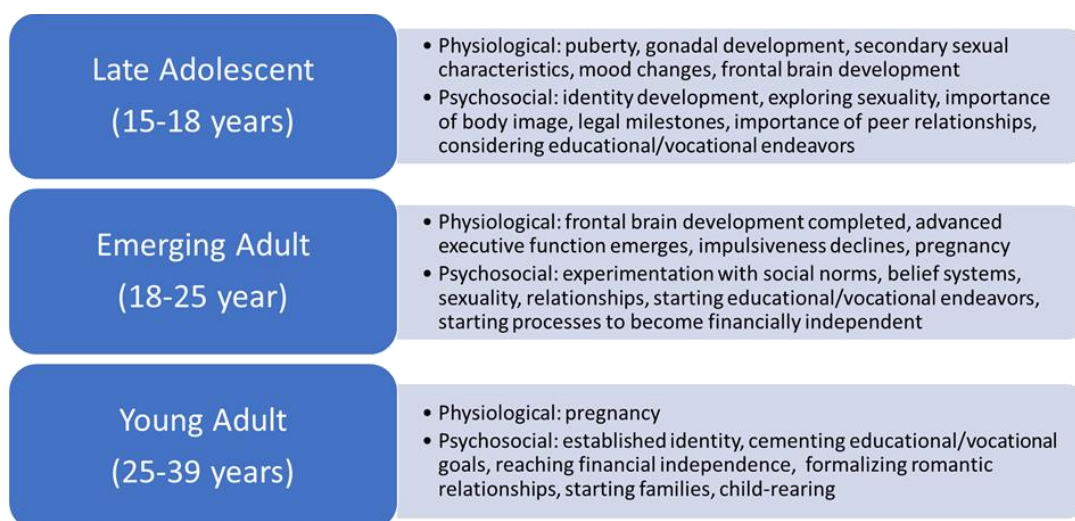 Late Adolescent
(15-18 years)
• Physiological: puberty, gonadal development, secondary sexual
characteristics, mood changes, frontal brain development
• Psychosocial: identity development, exploring sexuality, importance
of body image, legal milestones, importance of peer relationships,
considering educational/vocational endeavors
Emerging Adult
(18-25 year)
• Physiological: frontal brain development completed, advanced
executive function emerges, impulsiveness declines, pregnancy
• Psychosocial: experimentation with social norms, belief systems,
sexuality, relationships, starting educational/vocational endeavors,
starting processes to become financially independent
Young Adult
(25-39 years)
• Physiological: pregnancy
• Psychosocial: established identity, cementing educational/vocational
goals, reaching financial independence, formalizing romantic
relationships, starting families, child-rearing